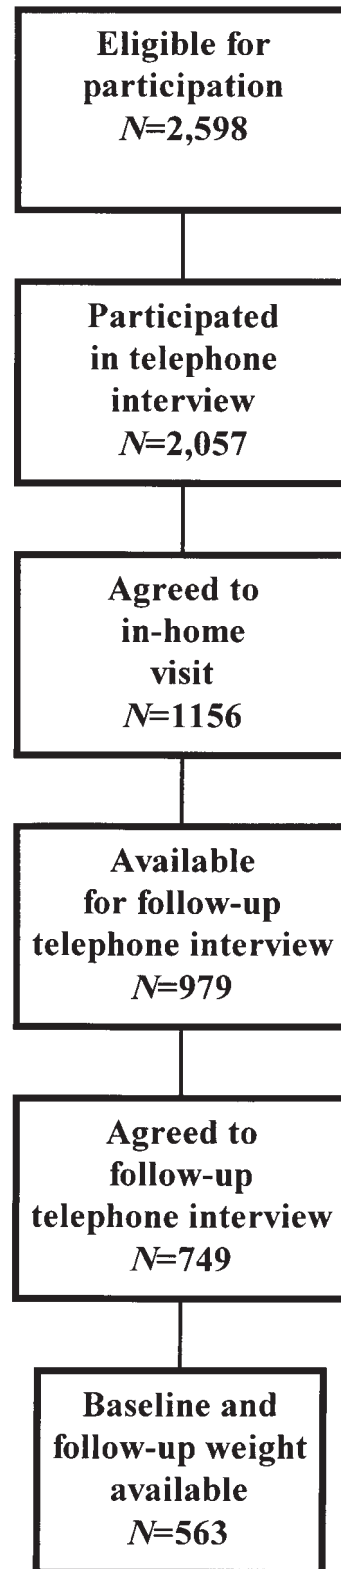 Eligible for
participation
N=2,598
Participated
in telephone
interview
N=2,057
Agreed to
in-home
visit
N=1156
Available
for follow-up
telephone interview
N=979
Agreed to
follow-up
telephone interview
N=749
Baseline and
follow-up weight
available
N=563